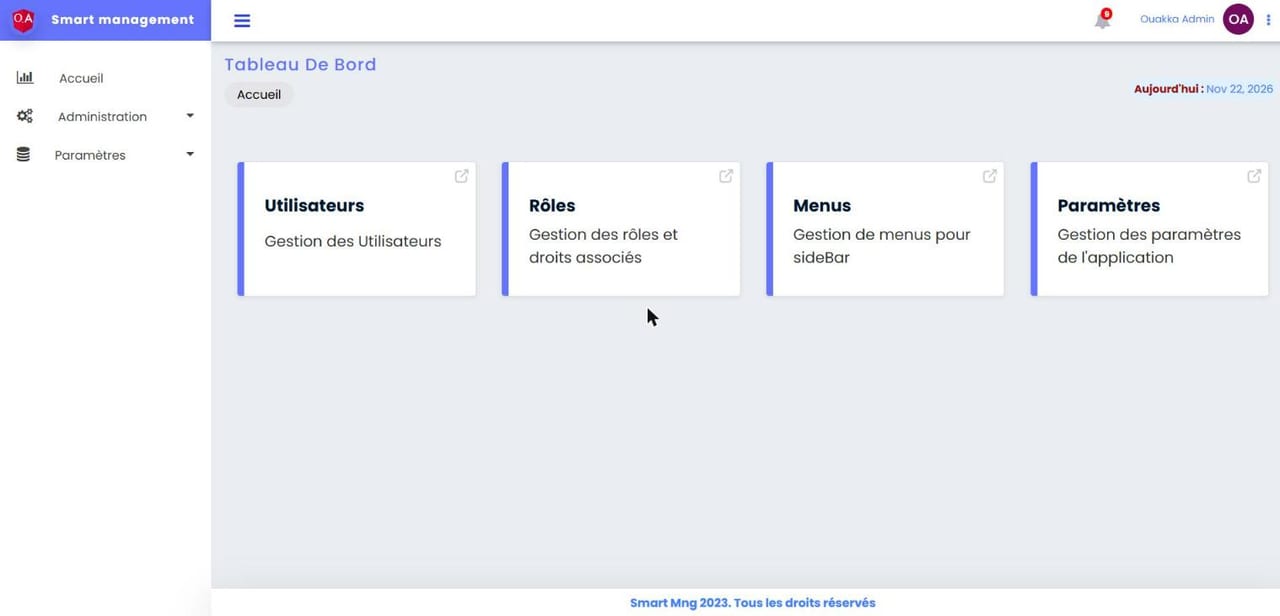 O.A Smart management
9
Ouakka Admin OA
Tableau De Bord
Accueil
Aujourd'hui : Nov 22, 2026
Accueil
Administration
Paramètres
Utilisateurs
Gestion des Utilisateurs
Rôles
Gestion des rôles et
droits associés
Menus
Gestion de menus pour
sideBar
Paramètres
Gestion des paramètres
de l'application
Smart Mng 2023. Tous les droits réservés